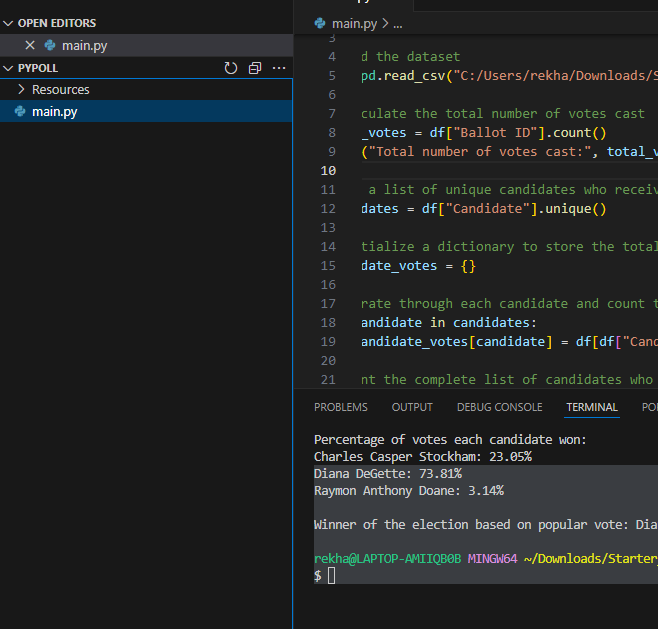 OPEN EDITORS
main.py
PYPOLL
Resources
main.py
main.py > ...
3
4 d the dataset
5 pd.read_csv("C:/Users/rekha/Downloads/S
6
7 culate the total number of votes cast
8 _votes = df["Ballot ID"].count()
9 ("Total number of votes cast:", total_v
10
11 a list of unique candidates who receiv
12 dates = df["Candidate"].unique()
13
14 tialize a dictionary to store the total
15 date_votes = {}
16
17 rate through each candidate and count t
18 andidate in candidates:
19 andidate_votes[candidate] = df[df["Cand
20
21 nt the complete list of candidates who
PROBLEMS OUTPUT DEBUG CONSOLE TERMINAL PO
Percentage of votes each candidate won:
Charles Casper Stockham: 23.05%
Diana DeGette: 73.81%
Raymon Anthony Doane: 3.14%
Winner of the election based on popular vote: Dia
rekha@LAPTOP-AMIIQB0B MINGW64 ~/Downloads/Starter
$